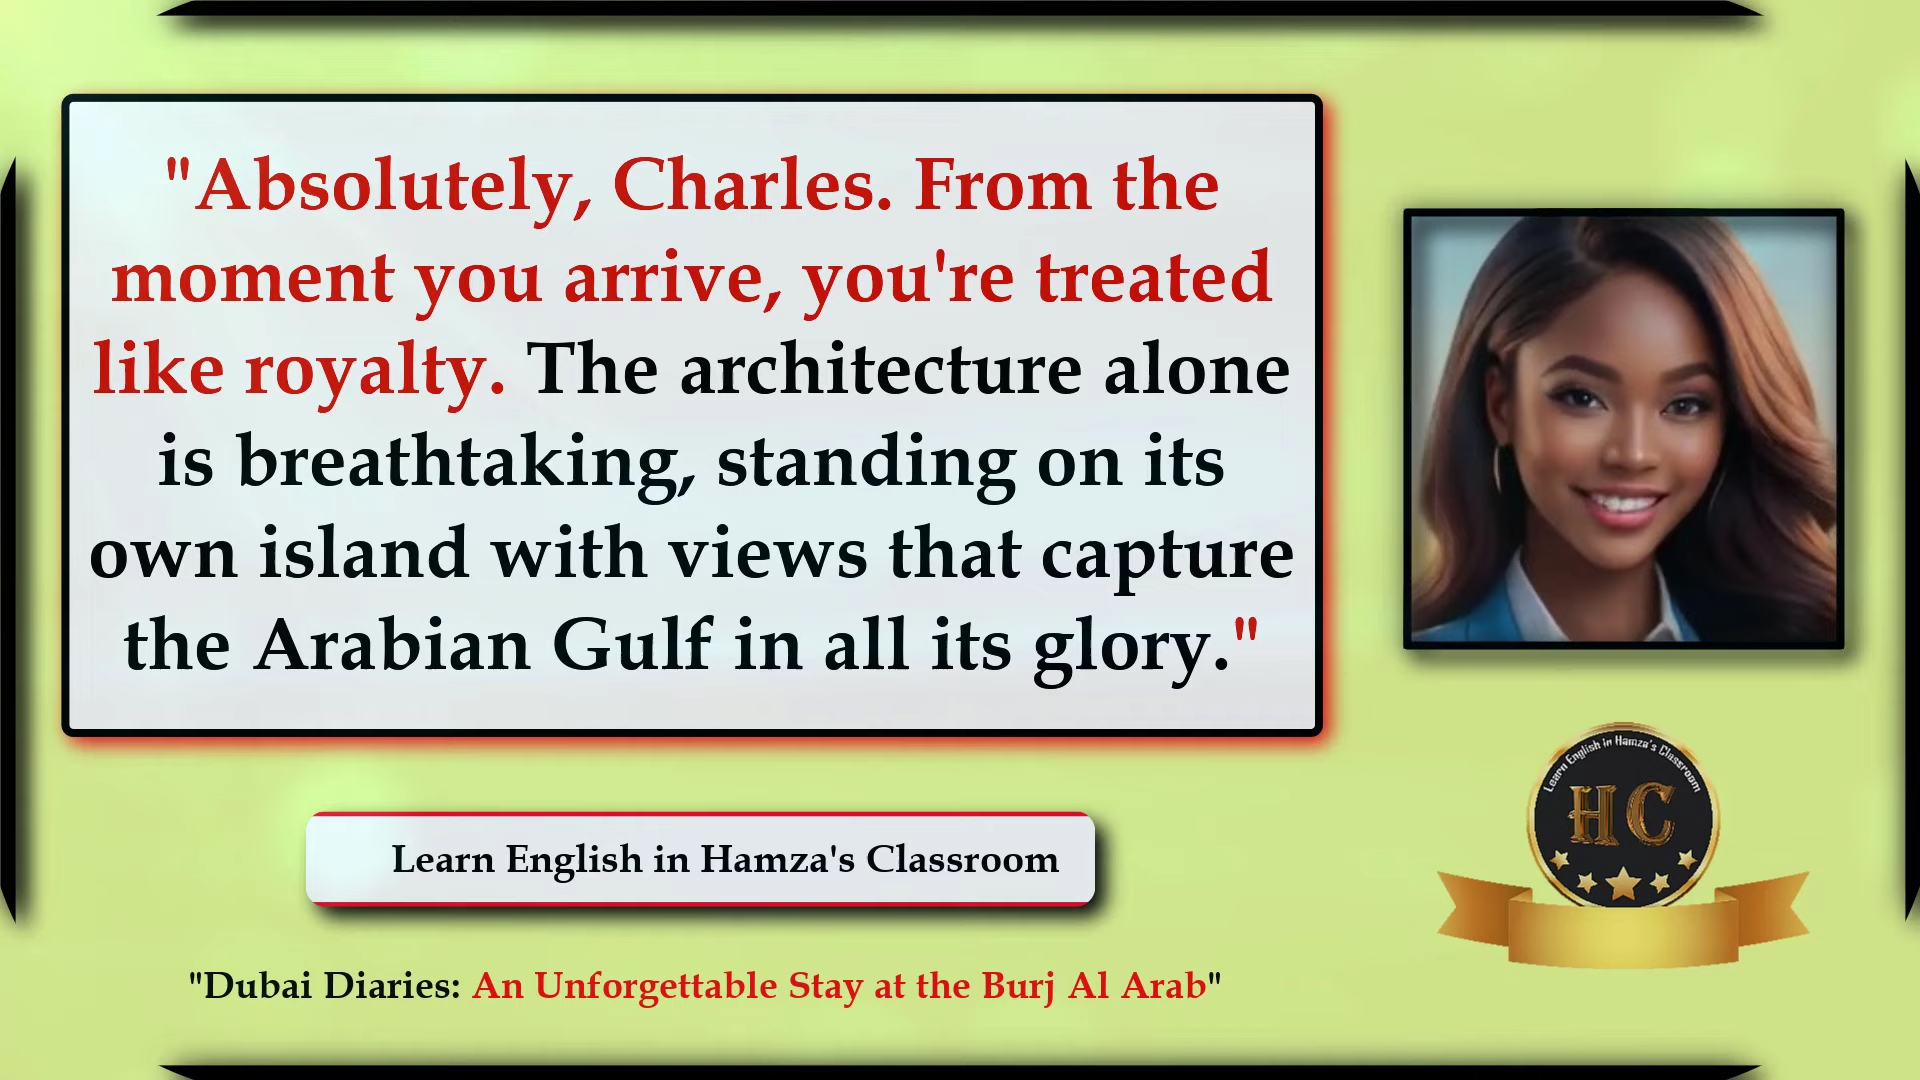 "Absolutely, Charles. From the
moment you arrive, you're treated
like royalty. The architecture alone
is breathtaking, standing on its
own island with views that capture
the Arabian Gulf in all its glory."
Learn English in Hamza's Classroom
HC
Learn English in Hamza's Classroom
"Dubai Diaries: An Unforgettable Stay at the Burj Al Arab"